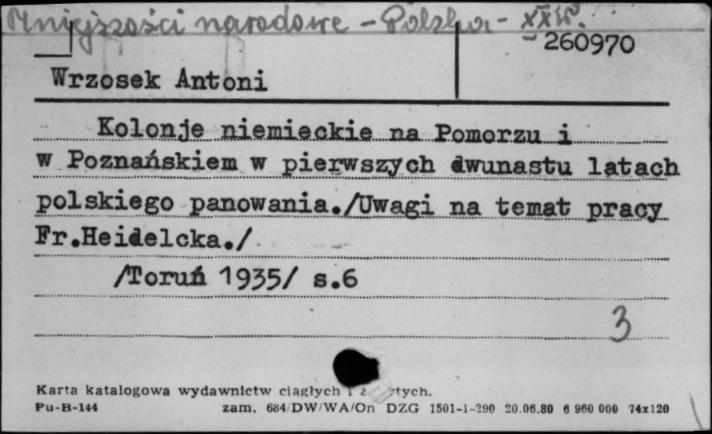 Mniejszości narodowe - Polska - XX w.
260970
Wrzosek Antoni
Kolonje niemieckie na Pomorzu i
w Poznańskiem w pierwszych dwunastu latach
polskiego panowania./Uwagi na temat pracy
Fr.Heidelcka./
/Toruń 1935/ s.6
3
Karta katalogowa wydawnictw ciągłych i
Pu-B-144 zam. 684/DW/WA/On DZG 1501-1-290 20.06.80 6 960 000 74x120